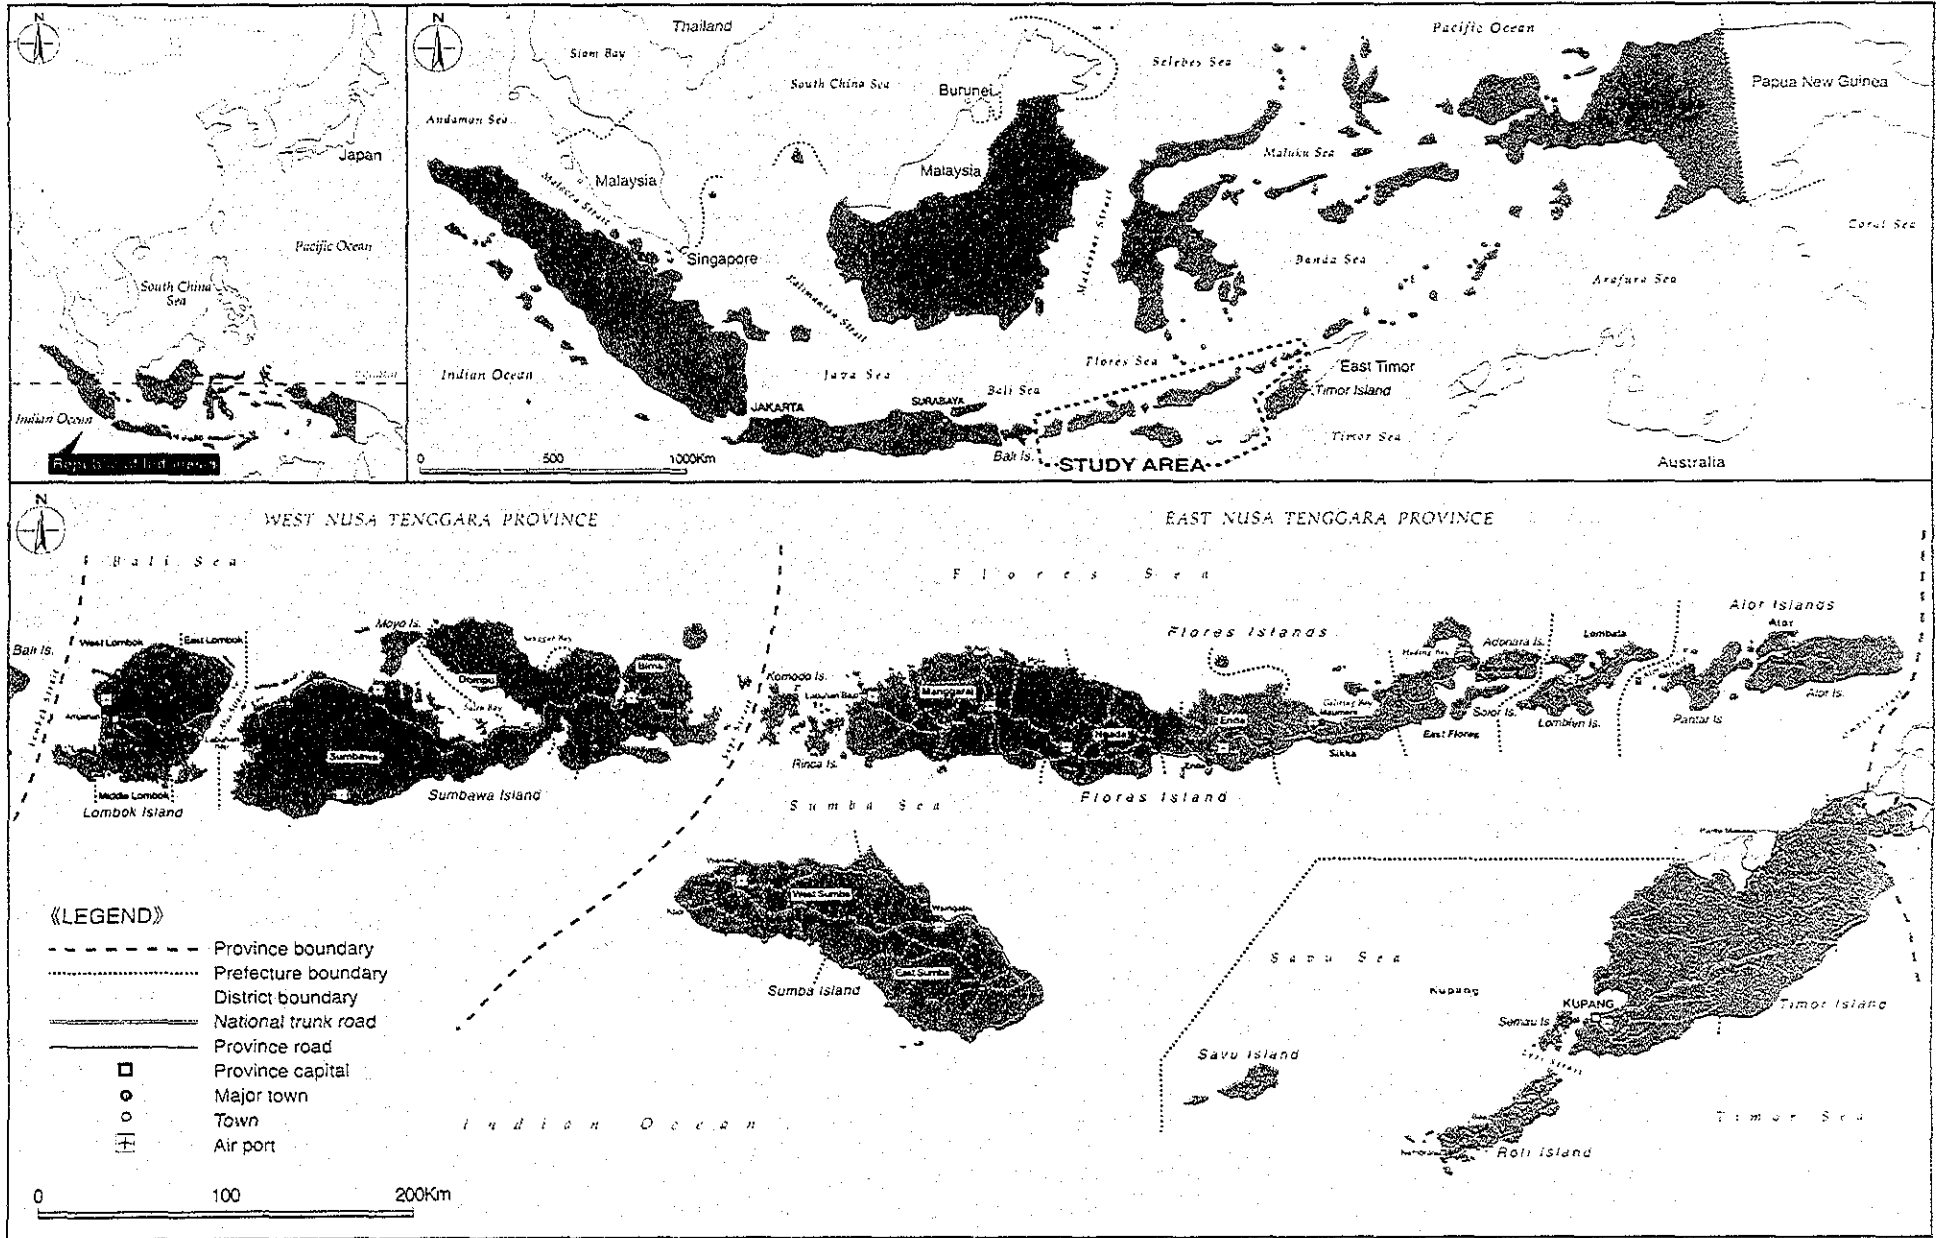 N
Japan
Pacific Ocean
South China
Sea
Indian Ocean
N
Thailand
Siam Bay
South China Sea
Burunei
Selebes Sea
Pacific Ocean
Papua New Guinea
Andaman Sea
Malaysia
Malacca Strait
Malaysia
Maluku Sea
Singapore
Makassar Strait
Banda Sea
Coral Sea
Arafura Sea
Kalimantan Strait
Indian Ocean
Java Sea
Flores Sea
Bali Sea
East Timor
Timor Island
JAKARTA
SURABAYA
Bali Is.
Timor Sea
Australia
0 500 1000Km
STUDY AREA
N
WEST NUSA TENGGARA PROVINCE
EAST NUSA TENGGARA PROVINCE
Bali Sea
Flores Sea
Bali Is.
West Lombok
East Lombok
Moyo Is.
Dompu
Bima
Sumbawa
Middle Lombok
Lombok Island
Sumbawa Island
Komodo Is.
Rinca Is.
Manggarai
Ngada
Ende
Maumere
Sikka
Flores Islands
Flores Island
Adonara Is.
Solor Is.
East Flores
Lembata
Lomblen Is.
Pantar Is
Alor Islands
Alor
Alor Is.
Sumba Sea
West Sumba
Waingapu
East Sumba
Sumba Island
Savu Sea
Kupang
KUPANG
Semau Is
Timor Island
Savu Island
Roti Island
Timor Sea
Indian Ocean
《LEGEND》
Province boundary
Prefecture boundary
District boundary
National trunk road
Province road
Province capital
Major town
Town
Air port
0 100 200Km